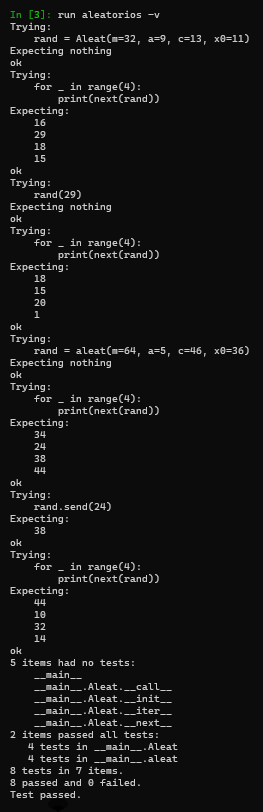 In [3]: run aleatorios -v
Trying:
    rand = Aleat(m=32, a=9, c=13, x0=11)
Expecting nothing
ok
Trying:
    for _ in range(4):
        print(next(rand))
Expecting:
    16
    29
    18
    15
ok
Trying:
    rand(29)
Expecting nothing
ok
Trying:
    for _ in range(4):
        print(next(rand))
Expecting:
    18
    15
    20
    1
ok
Trying:
    rand = aleat(m=64, a=5, c=46, x0=36)
Expecting nothing
ok
Trying:
    for _ in range(4):
        print(next(rand))
Expecting:
    34
    24
    38
    44
ok
Trying:
    rand.send(24)
Expecting:
    38
ok
Trying:
    for _ in range(4):
        print(next(rand))
Expecting:
    44
    10
    32
    14
ok
5 items had no tests:
    __main__
    __main__.Aleat.__call__
    __main__.Aleat.__init__
    __main__.Aleat.__iter__
    __main__.Aleat.__next__
2 items passed all tests:
   4 tests in __main__.Aleat
   4 tests in __main__.aleat
8 tests in 7 items.
8 passed and 0 failed.
Test passed.